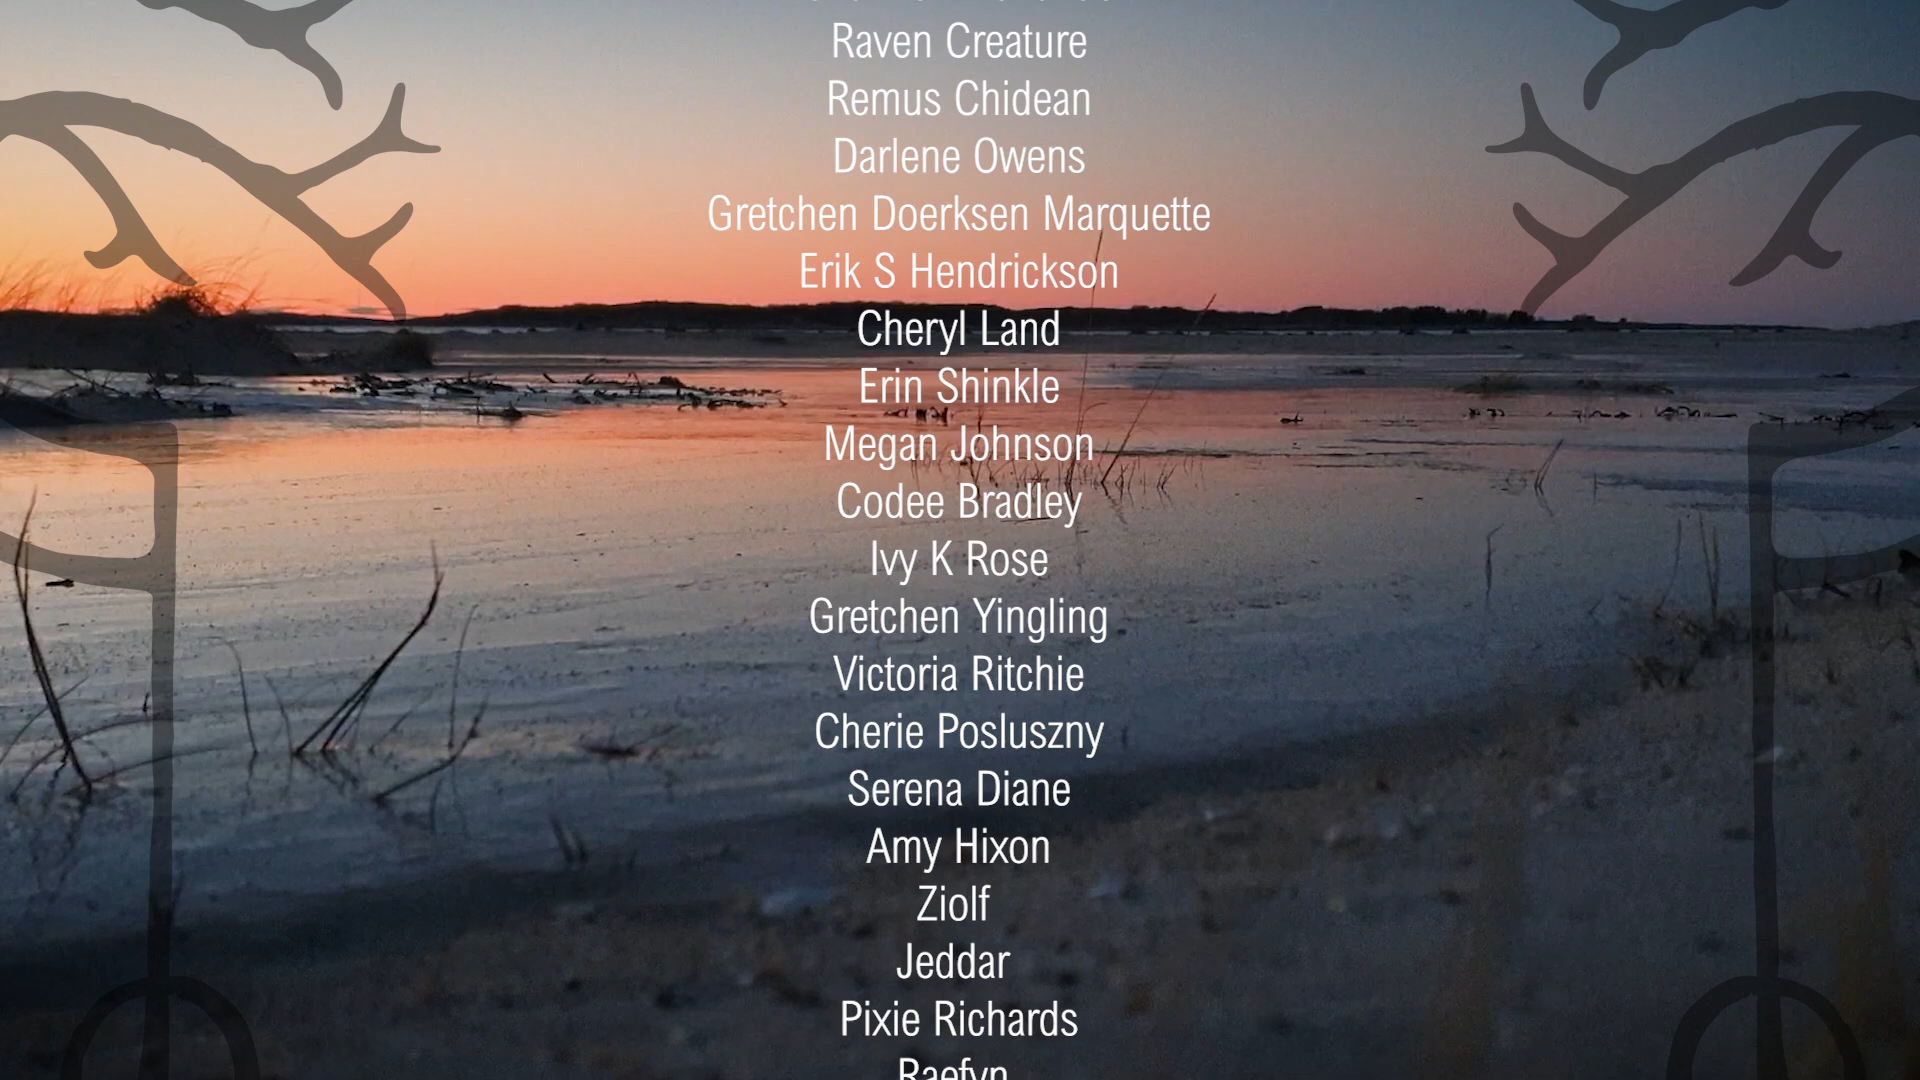 Raven Creature
Remus Chidean
Darlene Owens
Gretchen Doerksen Marquette
Erik S Hendrickson
Cheryl Land
Erin Shinkle
Megan Johnson
Codee Bradley
Ivy K Rose
Gretchen Yingling
Victoria Ritchie
Cherie Posluszny
Serena Diane
Amy Hixon
Ziolf
Jeddar
Pixie Richards
Raefyn